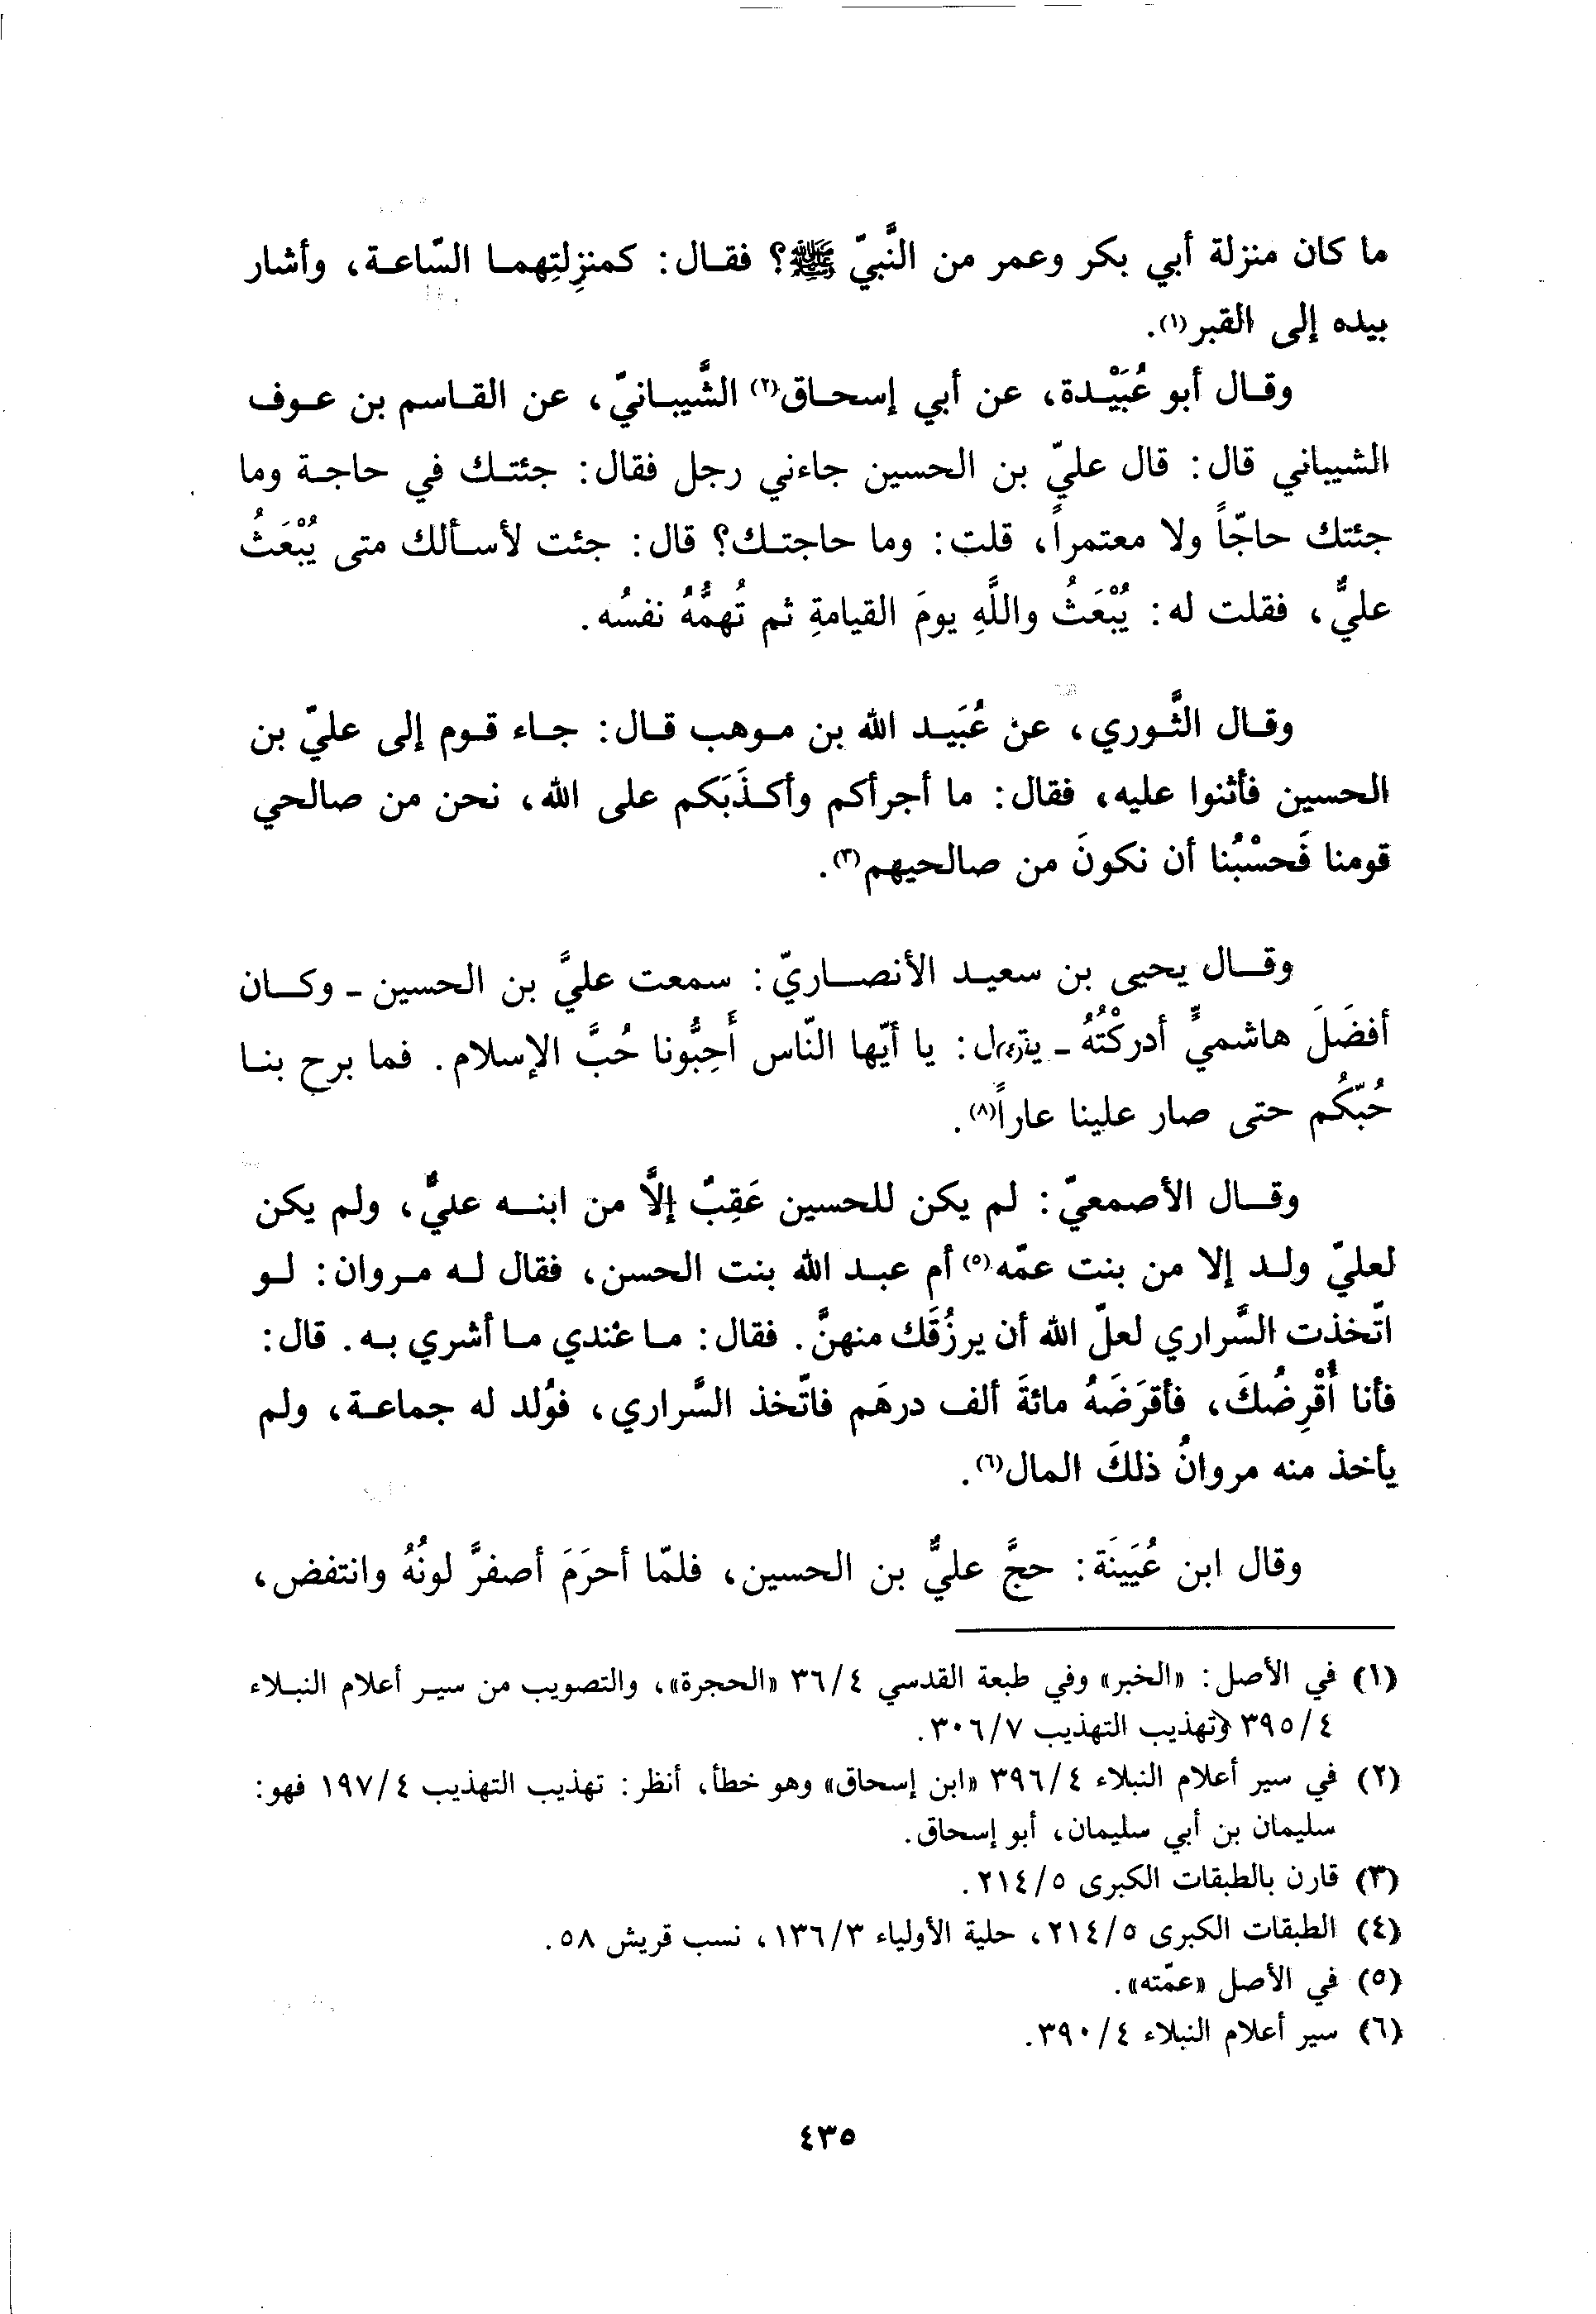 ما كان منزلة أبي بكر وعمر من النَّبيّ ﷺ؟ فقال: كمنزِلتِهما السّاعة، وأشار
بيده إلى القبر(١).
وقال أبو عُبَيْدة، عن أبي إسحاق(٢) الشَّيبانيّ، عن القاسم بن عوف
الشيباني قال: قال عليّ بن الحسين جاءني رجل فقال: جئتك في حاجة وما
جئتك حاجّاً ولا معتمراً، قلت: وما حاجتك؟ قال: جئت لأسألك متى يُبْعَثُ
عليٌّ، فقلت له: يُبْعَثُ واللَّهِ يومَ القيامةِ ثم تُهمُّهُ نفسُه.
وقال الثَّوري، عن عُبَيد الله بن موهب قال: جاء قوم إلى عليّ بن
الحسين فأثنوا عليه، فقال: ما أجرأكم وأكذَبَكم على الله، نحن من صالحي
قومنا فَحسْبُنا أن نكونَ من صالحيهم(٣).
وقال يحيى بن سعيد الأنصاريّ: سمعت عليَّ بن الحسين - وكان
أفضَلَ هاشميٍّ أدركْتُهُ - : يا أيّها النّاس أَحِبُّونا حُبَّ الإسلام. فما برح بنا
حُبّكُم حتى صار علينا عاراً(٨).
وقال الأصمعيّ: لم يكن للحسين عَقِبٌ إلَّا من ابنه عليٌّ، ولم يكن
لعليّ ولد إلا من بنت عمّه(٥) أم عبد الله بنت الحسن، فقال له مروان: لو
اتّخذت السَّراري لعلّ الله أن يرزُقَك منهنَّ. فقال: ما عندي ما أشري به. قال:
فأنا أُقْرِضُكَ، فأقرَضَهُ مائةَ ألف درهَم فاتّخذ السَّراري، فوُلد له جماعة، ولم
يأخذ منه مروانُ ذلكَ المال(٦).
وقال ابن عُيَينَة: حجَّ عليٌّ بن الحسين، فلمّا أحرَمَ أصفرَّ لونُهُ وانتفض،
(١) في الأصل: «الخبر» وفي طبعة القدسي ٣٦/٤ «الحجرة»، والتصويب من سير أعلام النبلاء
٣٩٥/٤ وتهذيب التهذيب ٣٠٦/٧.
(٢) في سير أعلام النبلاء ٣٩٦/٤ «ابن إسحاق» وهو خطأ، أنظر: تهذيب التهذيب ١٩٧/٤ فهو:
سليمان بن أبي سليمان، أبو إسحاق.
(٣) قارن بالطبقات الكبرى ٢١٤/٥.
(٤) الطبقات الكبرى ٢١٤/٥، حلية الأولياء ١٣٦/٣، نسب قريش ٥٨.
(٥) في الأصل «عمّته».
(٦) سير أعلام النبلاء ٣٩٠/٤.
٤٣٥